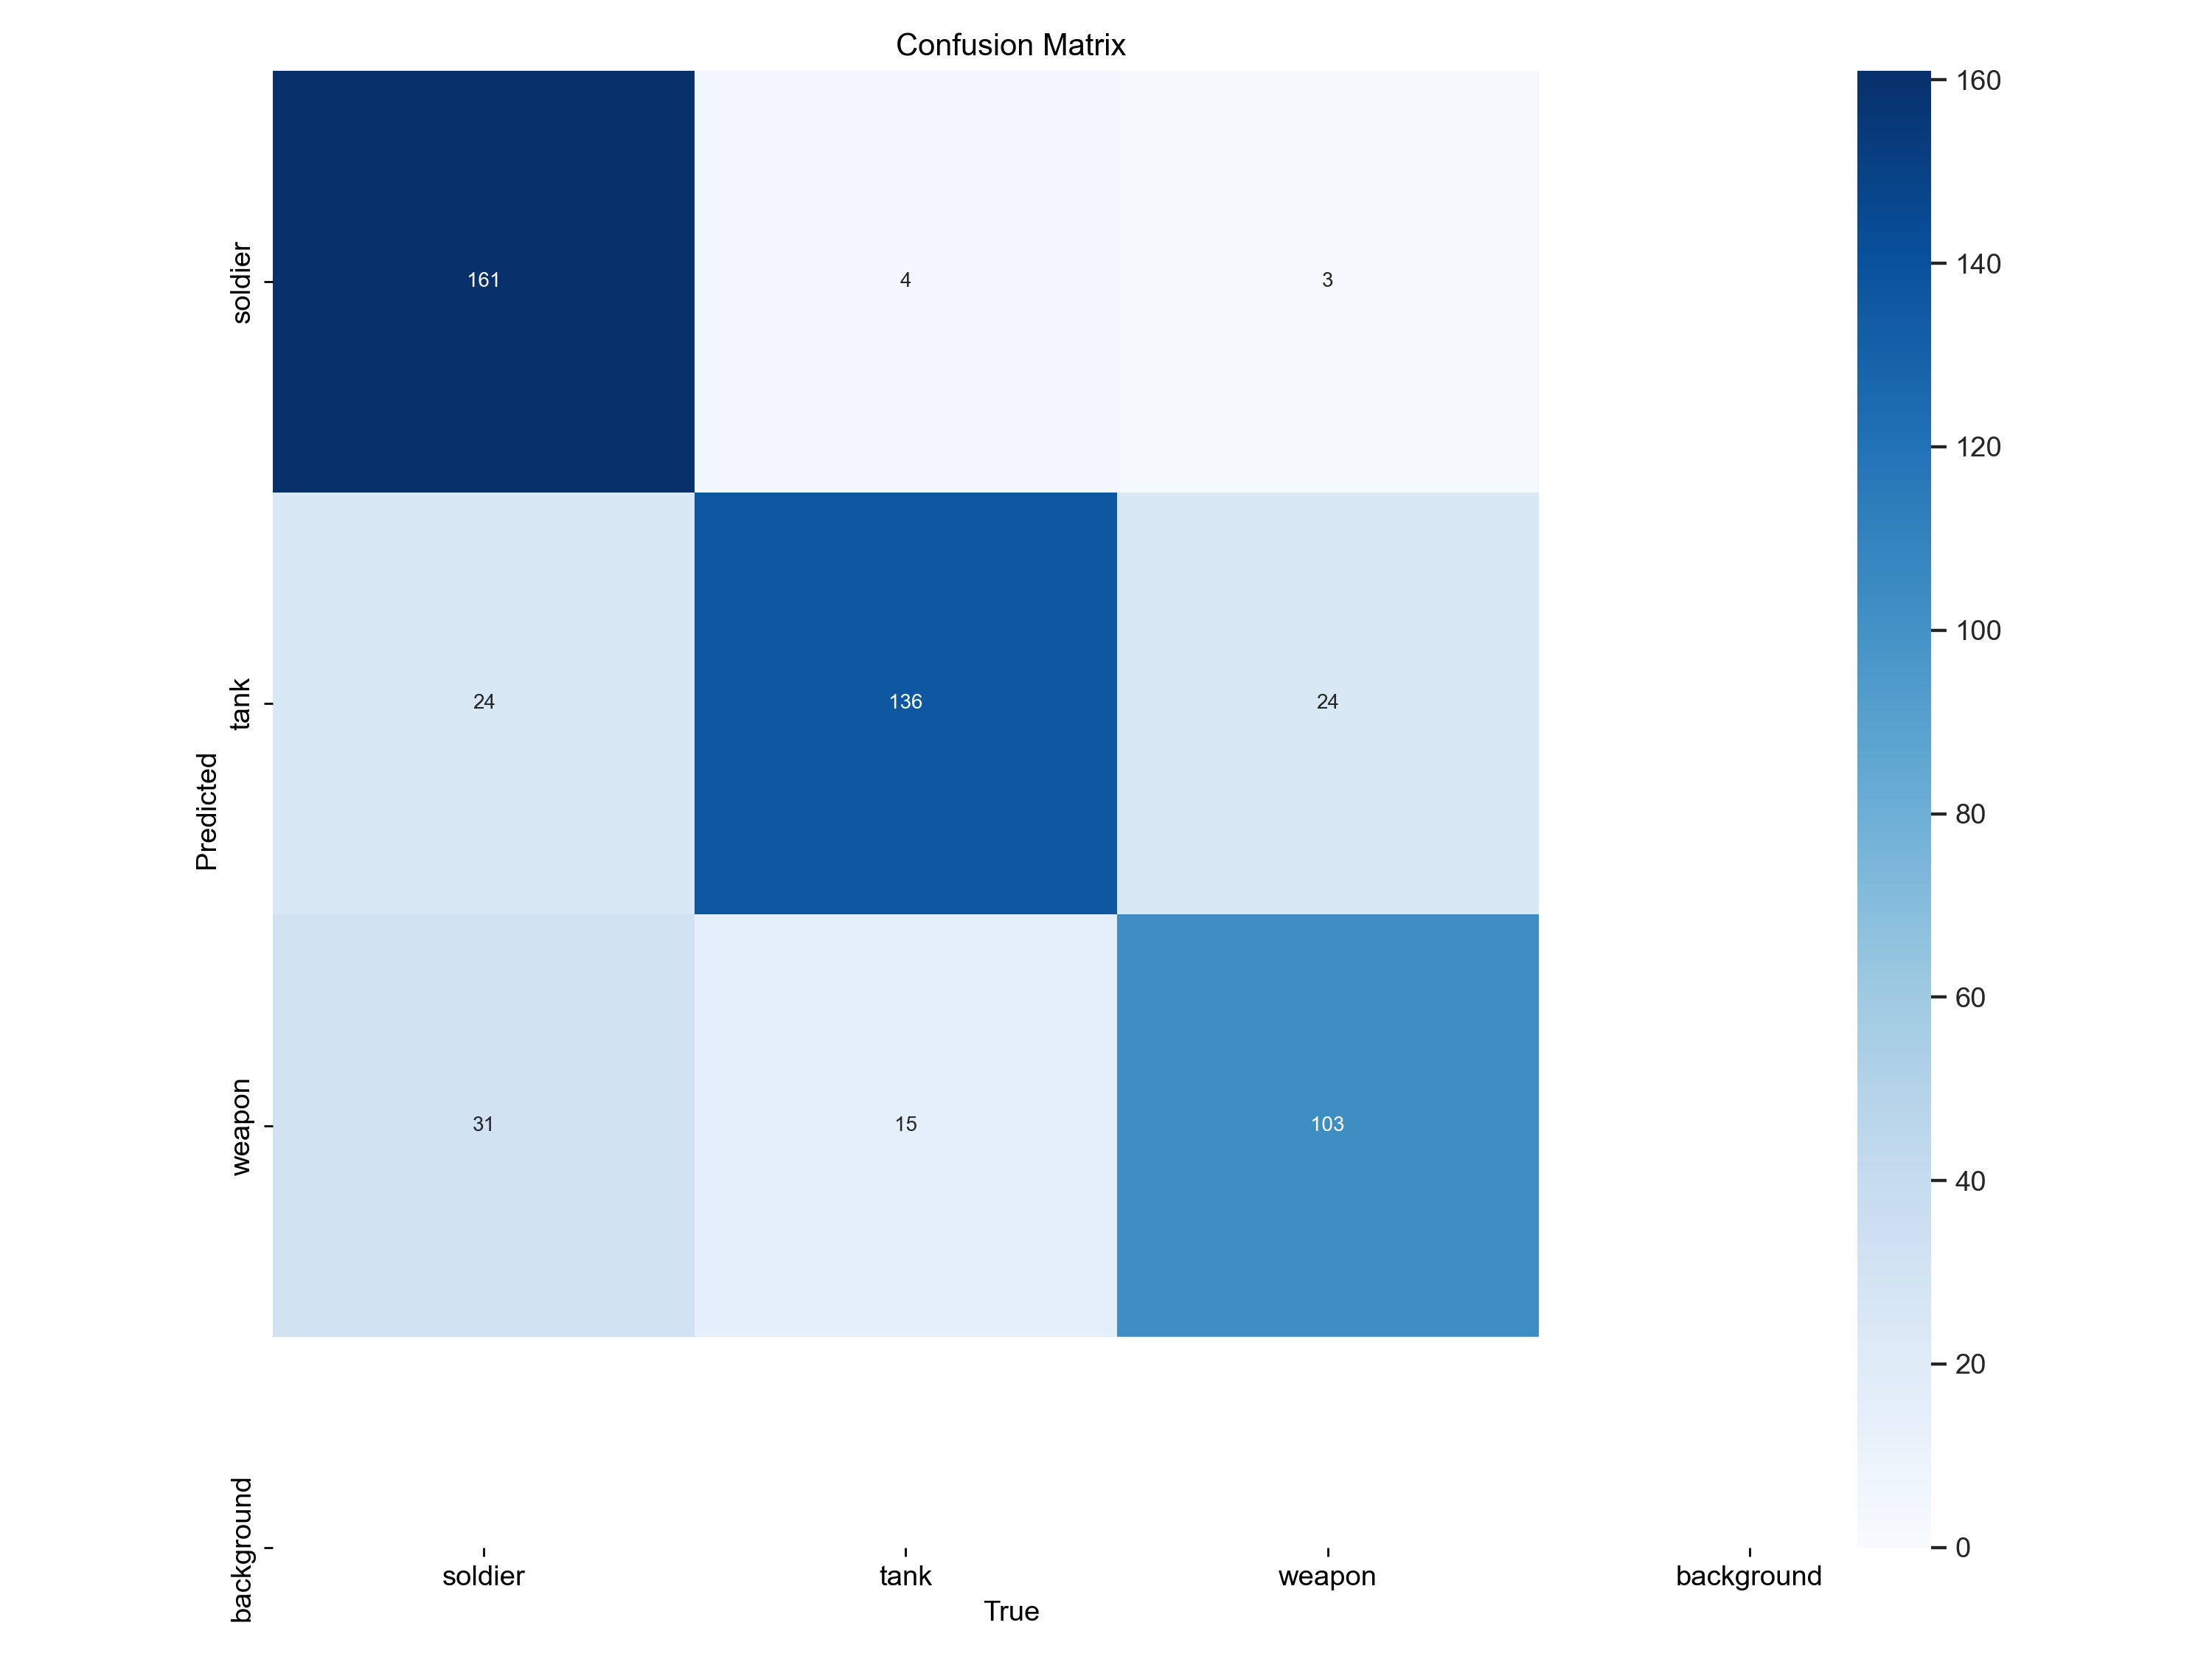 Confusion Matrix
soldier
161
4
3
tank
24
136
24
weapon
31
15
103
background
Predicted
soldier
tank
weapon
background
True
160
140
120
100
80
60
40
20
0